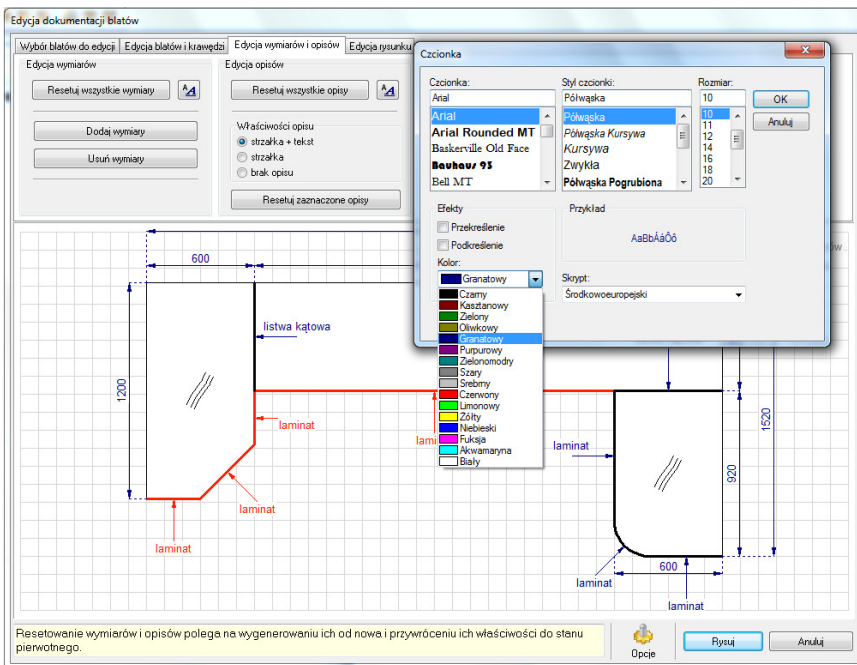 Edycja dokumentacji blatów
Wybór blatów do edycji
Edycja blatów i krawędzi
Edycja wymiarów i opisów
Edycja rysunku
Edycja wymiarów
Resetuj wszystkie wymiary
AA
Dodaj wymiary
Usuń wymiary
Edycja opisów
Resetuj wszystkie opisy
AA
Właściwości opisu
strzałka + tekst
strzałka
brak opisu
Resetuj zaznaczone opisy
Czcionka
Czcionka:
Arial
Arial
Arial Rounded MT
Baskerville Old Face
Bauhaus 93
Bell MT
Styl czcionki:
Półwąska
Półwąska
Półwąska Kursywa
Kursywa
Zwykła
Półwąska Pogrubiona
Rozmiar:
10
10
11
12
14
16
18
20
OK
Anuluj
Efekty
Przekreślenie
Podkreślenie
Kolor:
Granatowy
Czarny
Kasztanowy
Zielony
Oliwkowy
Granatowy
Purpurowy
Zielonomodry
Szary
Srebrny
Czerwony
Limonowy
Żółty
Niebieski
Fuksja
Akwamaryna
Biały
Przykład
AaBbÁáÔô
Skrypt:
Środkowoeuropejski
600
listwa kątowa
1200
laminat
laminat
laminat
lami
laminat
1520
920
600
laminat
laminat
Resetowanie wymiarów i opisów polega na wygenerowaniu ich od nowa i przywróceniu ich właściwości do stanu
pierwotnego.
Opcje
Rysuj
Anuluj